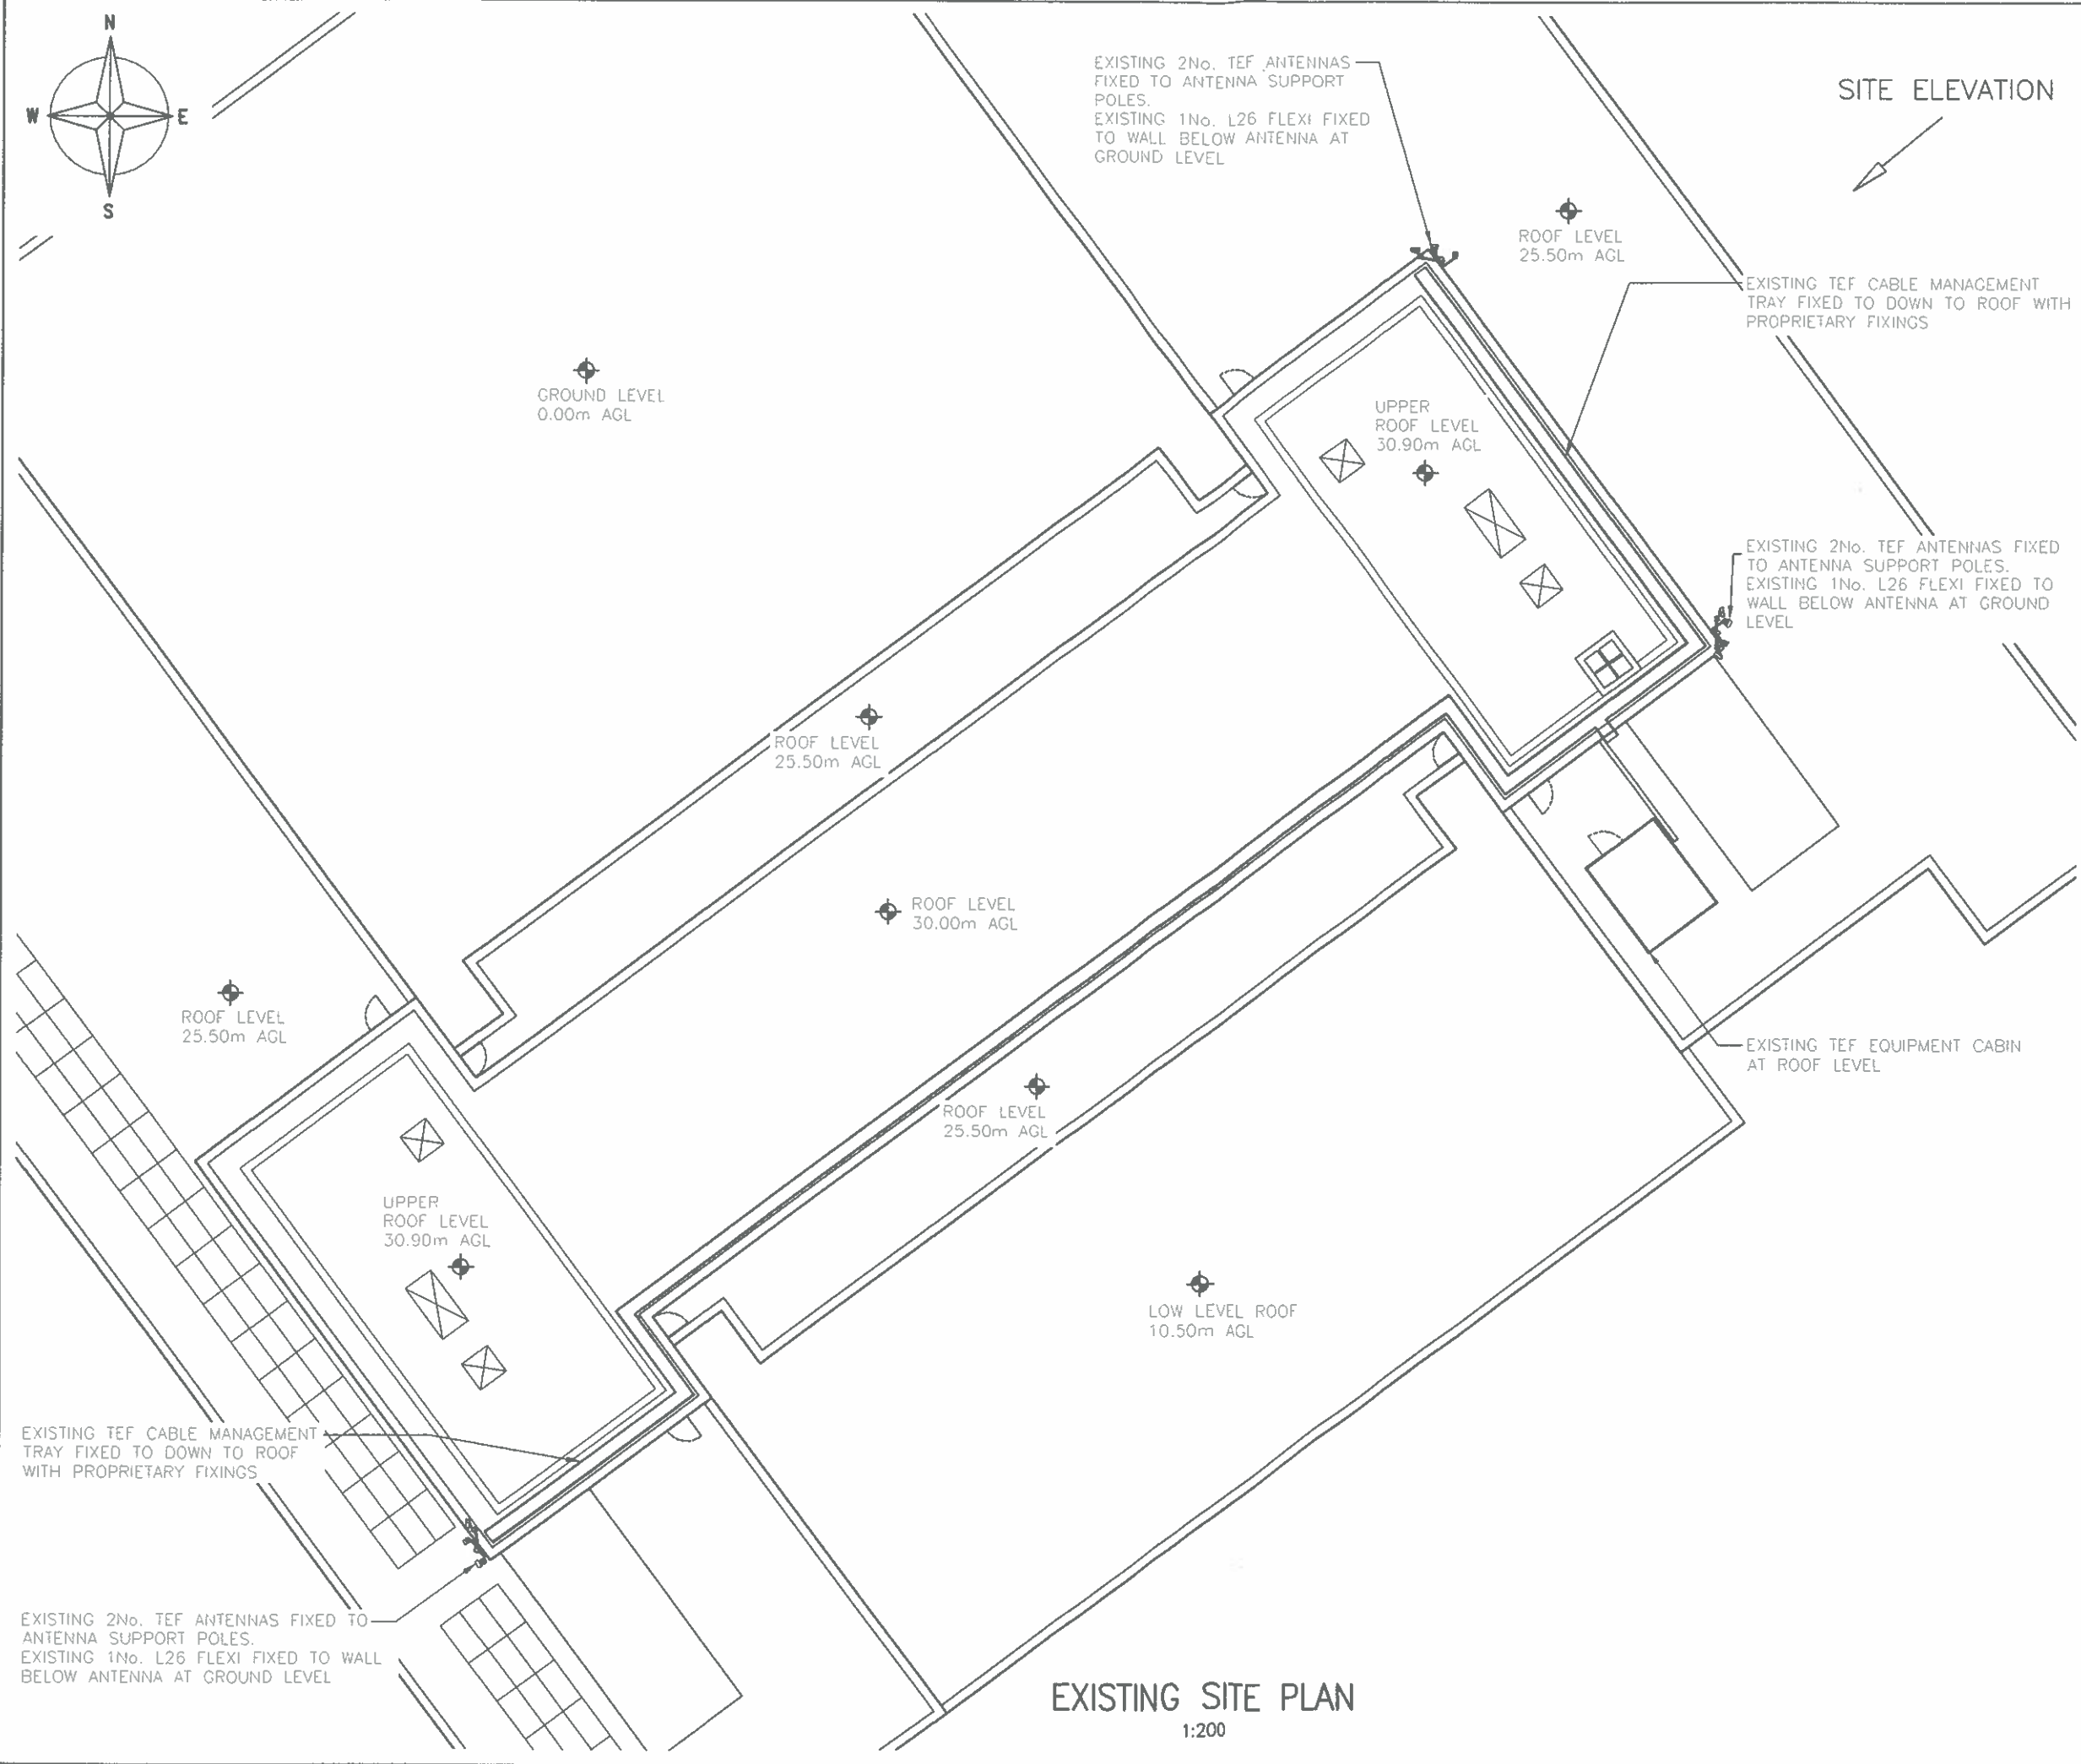 N
W
E
S
EXISTING 2No. TEF ANTENNAS
FIXED TO ANTENNA SUPPORT
POLES.
EXISTING 1No. L26 FLEXI FIXED
TO WALL BELOW ANTENNA AT
GROUND LEVEL
SITE ELEVATION
ROOF LEVEL
25.50m AGL
EXISTING TEF CABLE MANAGEMENT
TRAY FIXED TO DOWN TO ROOF WITH
PROPRIETARY FIXINGS
GROUND LEVEL
0.00m AGL
UPPER
ROOF LEVEL
30.90m AGL
EXISTING 2No. TEF ANTENNAS FIXED
TO ANTENNA SUPPORT POLES.
EXISTING 1No. L26 FLEXI FIXED TO
WALL BELOW ANTENNA AT GROUND
LEVEL
ROOF LEVEL
25.50m AGL
ROOF LEVEL
30.00m AGL
ROOF LEVEL
25.50m AGL
EXISTING TEF EQUIPMENT CABIN
AT ROOF LEVEL
ROOF LEVEL
25.50m AGL
UPPER
ROOF LEVEL
30.90m AGL
LOW LEVEL ROOF
10.50m AGL
EXISTING TEF CABLE MANAGEMENT
TRAY FIXED TO DOWN TO ROOF
WITH PROPRIETARY FIXINGS
EXISTING 2No. TEF ANTENNAS FIXED TO
ANTENNA SUPPORT POLES.
EXISTING 1No. L26 FLEXI FIXED TO WALL
BELOW ANTENNA AT GROUND LEVEL
EXISTING SITE PLAN
1:200